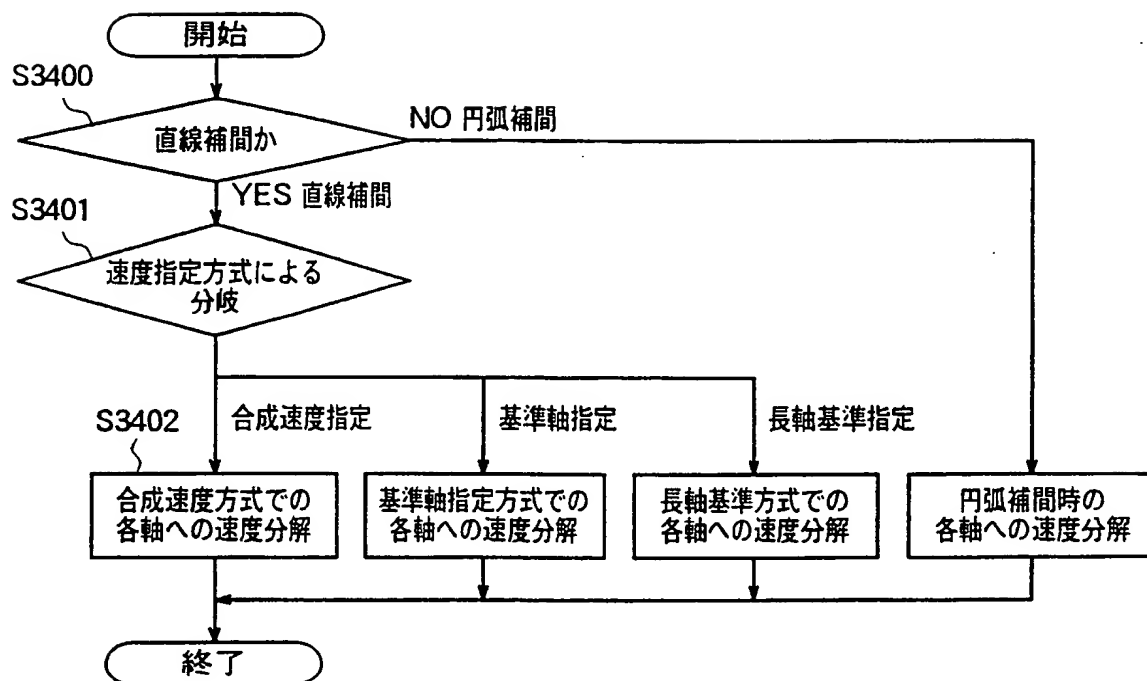 開始
S3400
直線補間か
NO 円弧補間
YES 直線補間
S3401
速度指定方式による
分岐
S3402
合成速度指定
基準軸指定
長軸基準指定
合成速度方式での
各軸への速度分解
基準軸指定方式での
各軸への速度分解
長軸基準方式での
各軸への速度分解
円弧補間時の
各軸への速度分解
終了